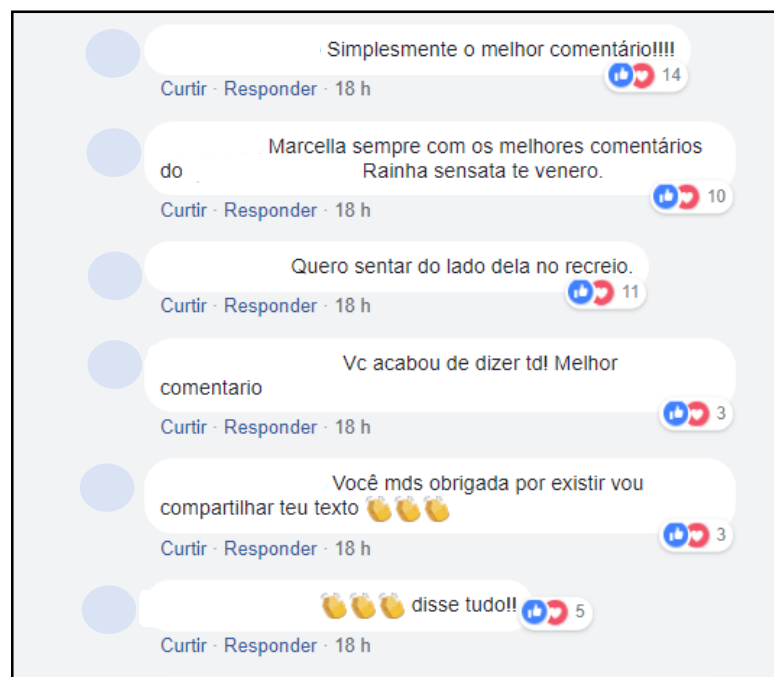 Simplesmente o melhor comentário!!!!
14
Curtir · Responder · 18 h
Marcella sempre com os melhores comentários
do Rainha sensata te venero.
10
Curtir · Responder · 18 h
Quero sentar do lado dela no recreio.
11
Curtir · Responder · 18 h
Vc acabou de dizer td! Melhor
comentario
3
Curtir · Responder · 18 h
Você mds obrigada por existir vou
compartilhar teu texto 👏👏👏
3
Curtir · Responder · 18 h
👏👏👏 disse tudo!!
5
Curtir · Responder · 18 h